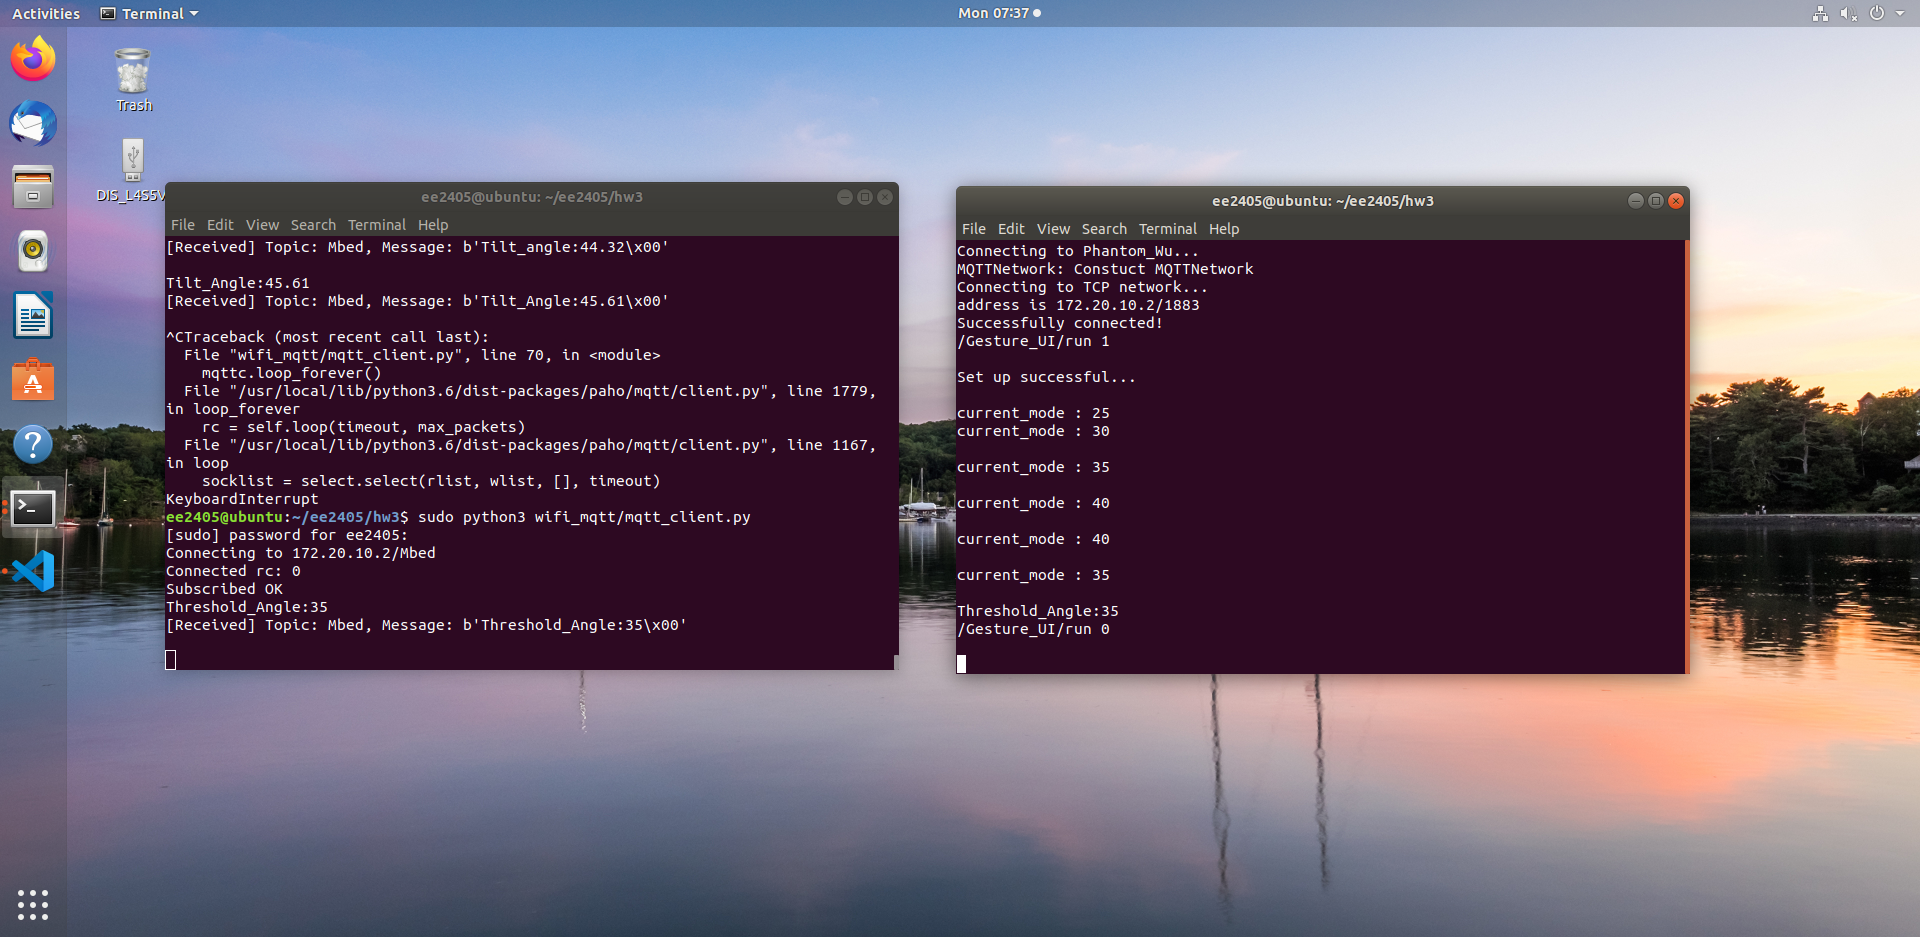 Activities
Terminal
Mon 07:37
Trash
DIS_L4S5V
ee2405@ubuntu: ~/ee2405/hw3
File Edit View Search Terminal Help
[Received] Topic: Mbed, Message: b'Tilt_angle:44.32\x00'
Tilt_Angle:45.61
[Received] Topic: Mbed, Message: b'Tilt_Angle:45.61\x00'
^CTraceback (most recent call last):
  File "wifi_mqtt/mqtt_client.py", line 70, in <module>
    mqttc.loop_forever()
  File "/usr/local/lib/python3.6/dist-packages/paho/mqtt/client.py", line 1779,
in loop_forever
    rc = self.loop(timeout, max_packets)
  File "/usr/local/lib/python3.6/dist-packages/paho/mqtt/client.py", line 1167,
in loop
    socklist = select.select(rlist, wlist, [], timeout)
KeyboardInterrupt
ee2405@ubuntu:~/ee2405/hw3$ sudo python3 wifi_mqtt/mqtt_client.py
[sudo] password for ee2405:
Connecting to 172.20.10.2/Mbed
Connected rc: 0
Subscribed OK
Threshold_Angle:35
[Received] Topic: Mbed, Message: b'Threshold_Angle:35\x00'
ee2405@ubuntu: ~/ee2405/hw3
File Edit View Search Terminal Help
Connecting to Phantom_Wu...
MQTTNetwork: Constuct MQTTNetwork
Connecting to TCP network...
address is 172.20.10.2/1883
Successfully connected!
/Gesture_UI/run 1
Set up successful...
current_mode : 25
current_mode : 30
current_mode : 35
current_mode : 40
current_mode : 40
current_mode : 35
Threshold_Angle:35
/Gesture_UI/run 0